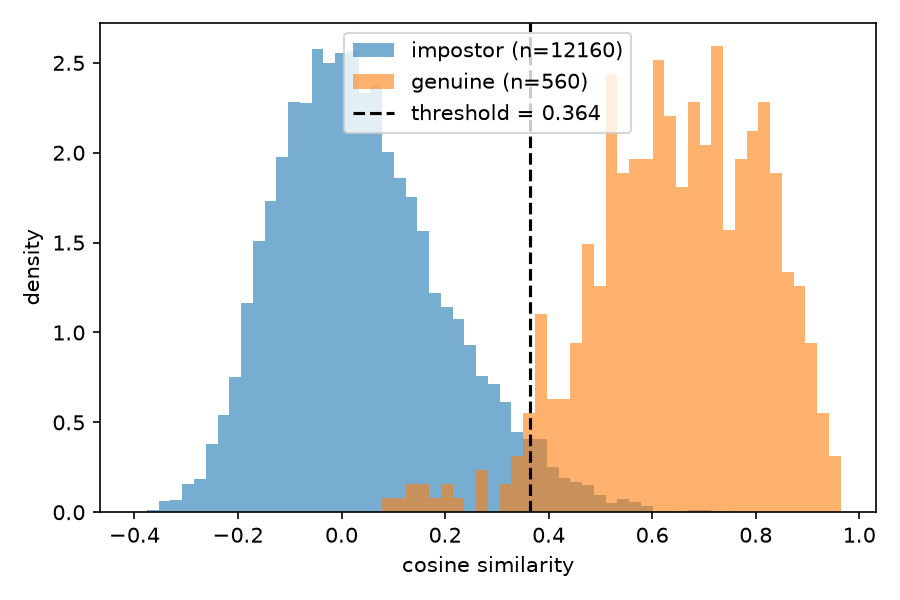 impostor (n=12160)
genuine (n=560)
threshold = 0.364
2.5
2.0
1.5
1.0
0.5
0.0
density
−0.4 −0.2 0.0 0.2 0.4 0.6 0.8 1.0
cosine similarity